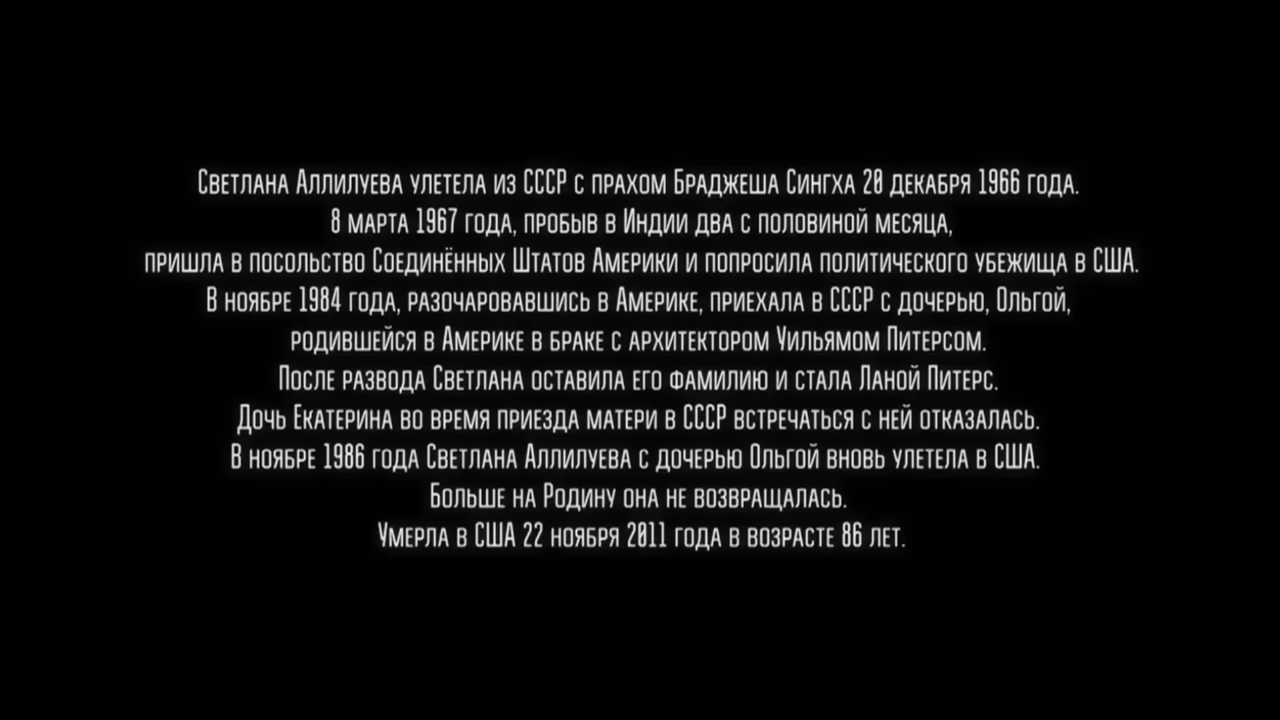 Светлана Аллилуева улетела из СССР с прахом Браджеша Сингха 20 декабря 1966 года.
8 марта 1967 года, пробыв в Индии два с половиной месяца,
пришла в посольство Соединённых Штатов Америки и попросила политического убежища в США.
В ноябре 1984 года, разочаровавшись в Америке, приехала в СССР с дочерью, Ольгой,
родившейся в Америке в браке с архитектором Уильямом Питерсом.
После развода Светлана оставила его фамилию и стала Ланой Питерс.
Дочь Екатерина во время приезда матери в СССР встречаться с ней отказалась.
В ноябре 1986 года Светлана Аллилуева с дочерью Ольгой вновь улетела в США.
Больше на Родину она не возвращалась.
Умерла в США 22 ноября 2011 года в возрасте 86 лет.